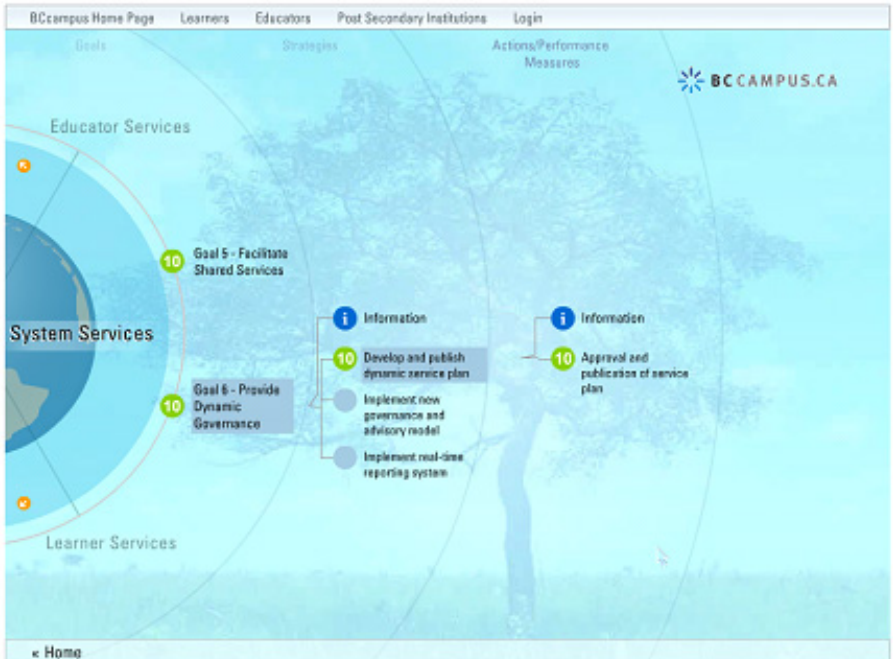 BCcampus Home Page Learners Educators Post Secondary Institutions Login
Goals Strategies Actions/Performance
Measures
BCCAMPUS.CA
Educator Services
10 Goal 5 - Facilitate
Shared Services
System Services
10 Goal 6 - Provide
Dynamic
Governance
i Information
10 Develop and publish
dynamic service plan
Implement new
governance and
advisory model
Implement real-time
reporting system
i Information
10 Approval and
publication of service
plan
Learner Services
« Home